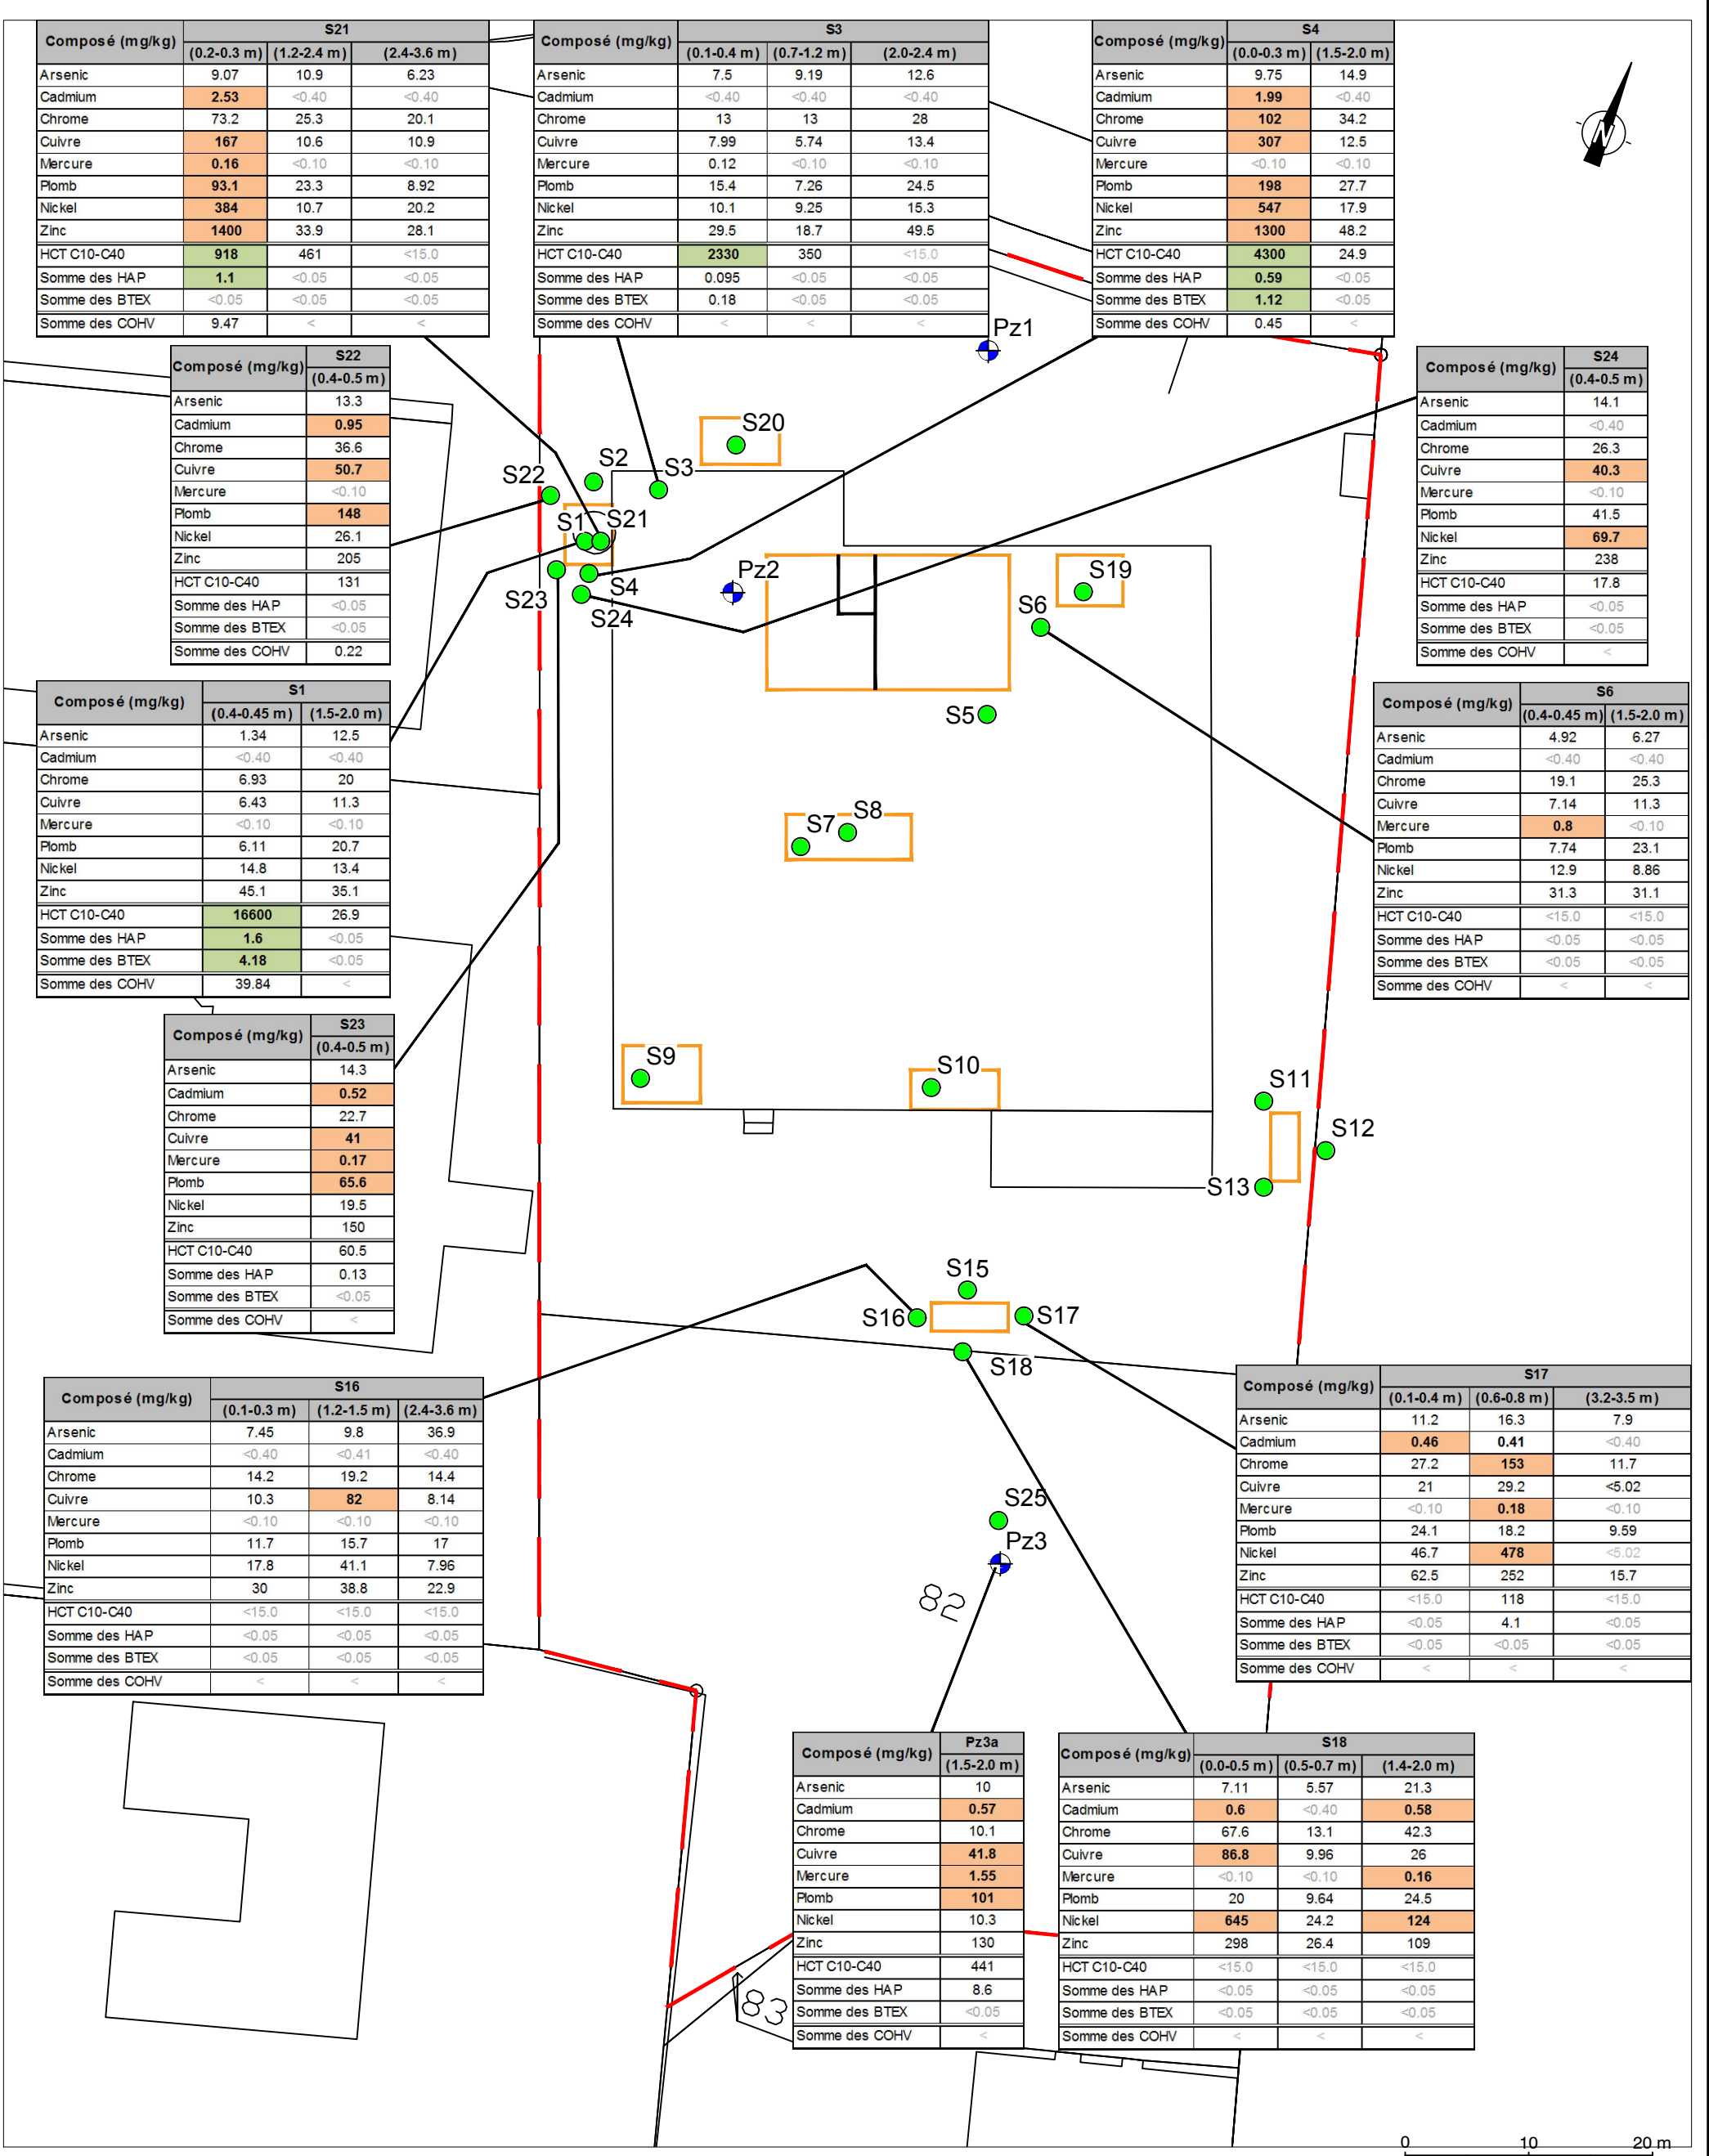 S21
Composé (mg/kg) (0.2-0.3 m) (1.2-2.4 m) (2.4-3.6 m)
Arsenic 9.07 10.9 6.23
Cadmium 2.53 <0.40 <0.40
Chrome 73.2 25.3 20.1
Cuivre 167 10.6 10.9
Mercure 0.16 <0.10 <0.10
Plomb 93.1 23.3 8.92
Nickel 384 10.7 20.2
Zinc 1400 33.9 28.1
HCT C10-C40 918 461 <15.0
Somme des HAP 1.1 <0.05 <0.05
Somme des BTEX <0.05 <0.05 <0.05
Somme des COHV 9.47 < <
S3
Composé (mg/kg) (0.1-0.4 m) (0.7-1.2 m) (2.0-2.4 m)
Arsenic 7.5 9.19 12.6
Cadmium <0.40 <0.40 <0.40
Chrome 13 13 28
Cuivre 7.99 5.74 13.4
Mercure 0.12 <0.10 <0.10
Plomb 15.4 7.26 24.5
Nickel 10.1 9.25 15.3
Zinc 29.5 18.7 49.5
HCT C10-C40 2330 350 <15.0
Somme des HAP 0.095 <0.05 <0.05
Somme des BTEX 0.18 <0.05 <0.05
Somme des COHV < < <
S4
Composé (mg/kg) (0.0-0.3 m) (1.5-2.0 m)
Arsenic 9.75 14.9
Cadmium 1.99 <0.40
Chrome 102 34.2
Cuivre 307 12.5
Mercure <0.10 <0.10
Plomb 198 27.7
Nickel 547 17.9
Zinc 1300 48.2
HCT C10-C40 4300 24.9
Somme des HAP 0.59 <0.05
Somme des BTEX 1.12 <0.05
Somme des COHV 0.45 <
N
Pz1
S22
Composé (mg/kg) (0.4-0.5 m)
Arsenic 13.3
Cadmium 0.95
Chrome 36.6
Cuivre 50.7
Mercure <0.10
Plomb 148
Nickel 26.1
Zinc 205
HCT C10-C40 131
Somme des HAP <0.05
Somme des BTEX <0.05
Somme des COHV 0.22
S24
Composé (mg/kg) (0.4-0.5 m)
Arsenic 14.1
Cadmium <0.40
Chrome 26.3
Cuivre 40.3
Mercure <0.10
Plomb 41.5
Nickel 69.7
Zinc 238
HCT C10-C40 17.8
Somme des HAP <0.05
Somme des BTEX <0.05
Somme des COHV <
S20
S2
S22
S3
S1 S21
Pz2
S19
S4
S23
S24
S6
S5
S1
Composé (mg/kg) (0.4-0.45 m) (1.5-2.0 m)
Arsenic 1.34 12.5
Cadmium <0.40 <0.40
Chrome 6.93 20
Cuivre 6.43 11.3
Mercure <0.10 <0.10
Plomb 6.11 20.7
Nickel 14.8 13.4
Zinc 45.1 35.1
HCT C10-C40 16600 26.9
Somme des HAP 1.6 <0.05
Somme des BTEX 4.18 <0.05
Somme des COHV 39.84 <
S6
Composé (mg/kg) (0.4-0.45 m) (1.5-2.0 m)
Arsenic 4.92 6.27
Cadmium <0.40 <0.40
Chrome 19.1 25.3
Cuivre 7.14 11.3
Mercure 0.8 <0.10
Plomb 7.74 23.1
Nickel 12.9 8.86
Zinc 31.3 31.1
HCT C10-C40 <15.0 <15.0
Somme des HAP <0.05 <0.05
Somme des BTEX <0.05 <0.05
Somme des COHV < <
S7 S8
S23
Composé (mg/kg) (0.4-0.5 m)
Arsenic 14.3
Cadmium 0.52
Chrome 22.7
Cuivre 41
Mercure 0.17
Plomb 65.6
Nickel 19.5
Zinc 150
HCT C10-C40 60.5
Somme des HAP 0.13
Somme des BTEX <0.05
Somme des COHV <
S9
S10
S11
S12
S13
S15
S16
S17
S18
S16
Composé (mg/kg) (0.1-0.3 m) (1.2-1.5 m) (2.4-3.6 m)
Arsenic 7.45 9.8 36.9
Cadmium <0.40 <0.41 <0.40
Chrome 14.2 19.2 14.4
Cuivre 10.3 82 8.14
Mercure <0.10 <0.10 <0.10
Plomb 11.7 15.7 17
Nickel 17.8 41.1 7.96
Zinc 30 38.8 22.9
HCT C10-C40 <15.0 <15.0 <15.0
Somme des HAP <0.05 <0.05 <0.05
Somme des BTEX <0.05 <0.05 <0.05
Somme des COHV < < <
S17
Composé (mg/kg) (0.1-0.4 m) (0.6-0.8 m) (3.2-3.5 m)
Arsenic 11.2 16.3 7.9
Cadmium 0.46 0.41 <0.40
Chrome 27.2 153 11.7
Cuivre 21 29.2 <5.02
Mercure <0.10 0.18 <0.10
Plomb 24.1 18.2 9.59
Nickel 46.7 478 <5.02
Zinc 62.5 252 15.7
HCT C10-C40 <15.0 118 <15.0
Somme des HAP <0.05 4.1 <0.05
Somme des BTEX <0.05 <0.05 <0.05
Somme des COHV < < <
S25
Pz3
82
Pz3a
Composé (mg/kg) (1.5-2.0 m)
Arsenic 10
Cadmium 0.57
Chrome 10.1
Cuivre 41.8
Mercure 1.55
Plomb 101
Nickel 10.3
Zinc 130
HCT C10-C40 441
Somme des HAP 8.6
Somme des BTEX <0.05
Somme des COHV <
S18
Composé (mg/kg) (0.0-0.5 m) (0.5-0.7 m) (1.4-2.0 m)
Arsenic 7.11 5.57 21.3
Cadmium 0.6 <0.40 0.58
Chrome 67.6 13.1 42.3
Cuivre 86.8 9.96 26
Mercure <0.10 <0.10 0.16
Plomb 20 9.64 24.5
Nickel 645 24.2 124
Zinc 298 26.4 109
HCT C10-C40 <15.0 <15.0 <15.0
Somme des HAP <0.05 <0.05 <0.05
Somme des BTEX <0.05 <0.05 <0.05
Somme des COHV < < <
83
0 10 20 m